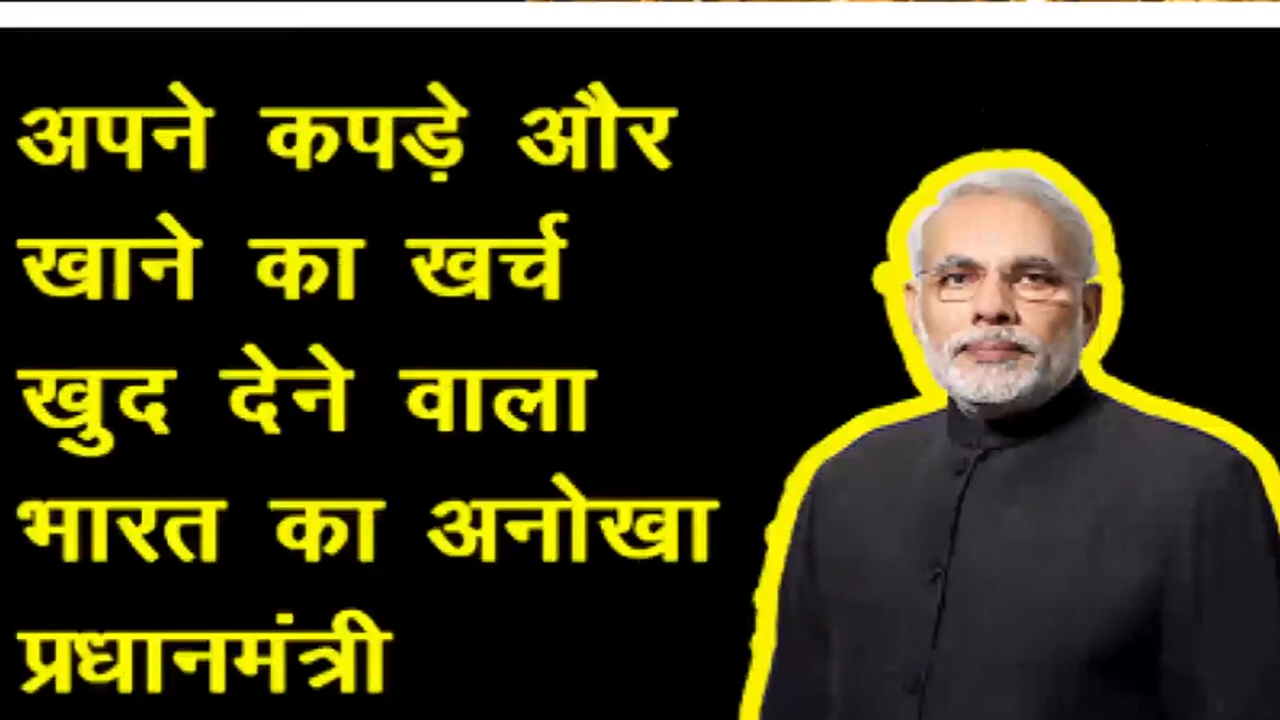 अपने कपड़े और
खाने का खर्च
खुद देने वाला
भारत का अनोखा
प्रधानमंत्री